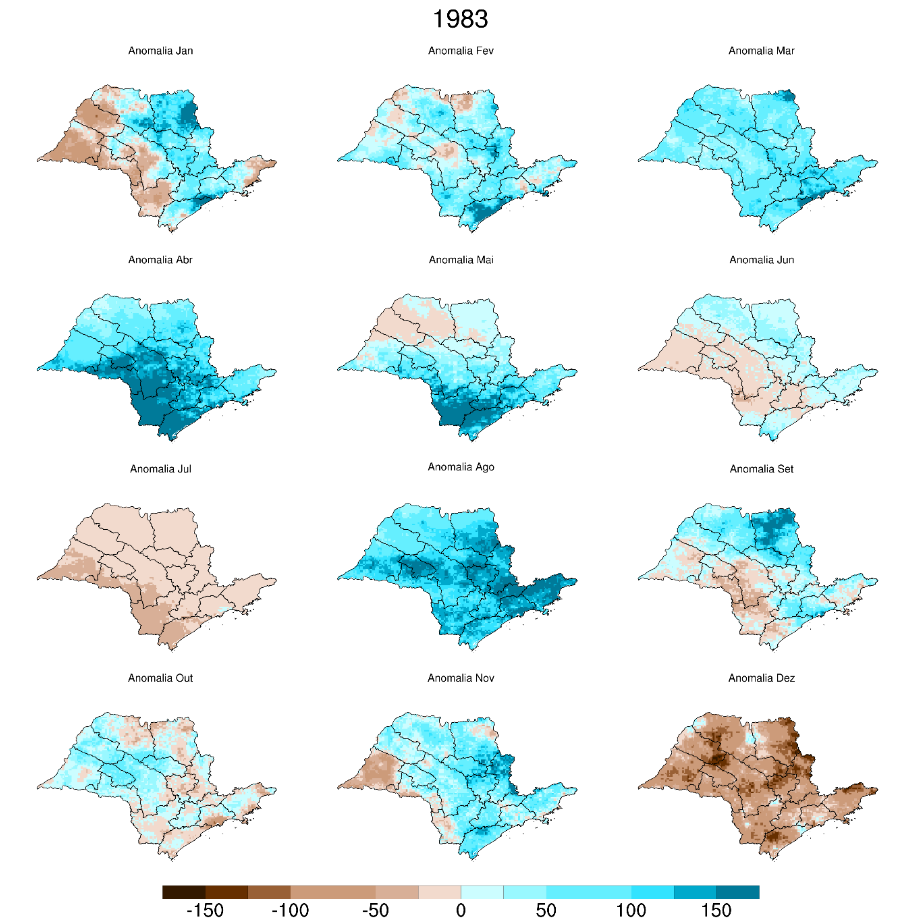 1983
Anomalia Jan
Anomalia Fev
Anomalia Mar
Anomalia Abr
Anomalia Mai
Anomalia Jun
Anomalia Jul
Anomalia Ago
Anomalia Set
Anomalia Out
Anomalia Nov
Anomalia Dez
-150 -100 -50 0 50 100 150